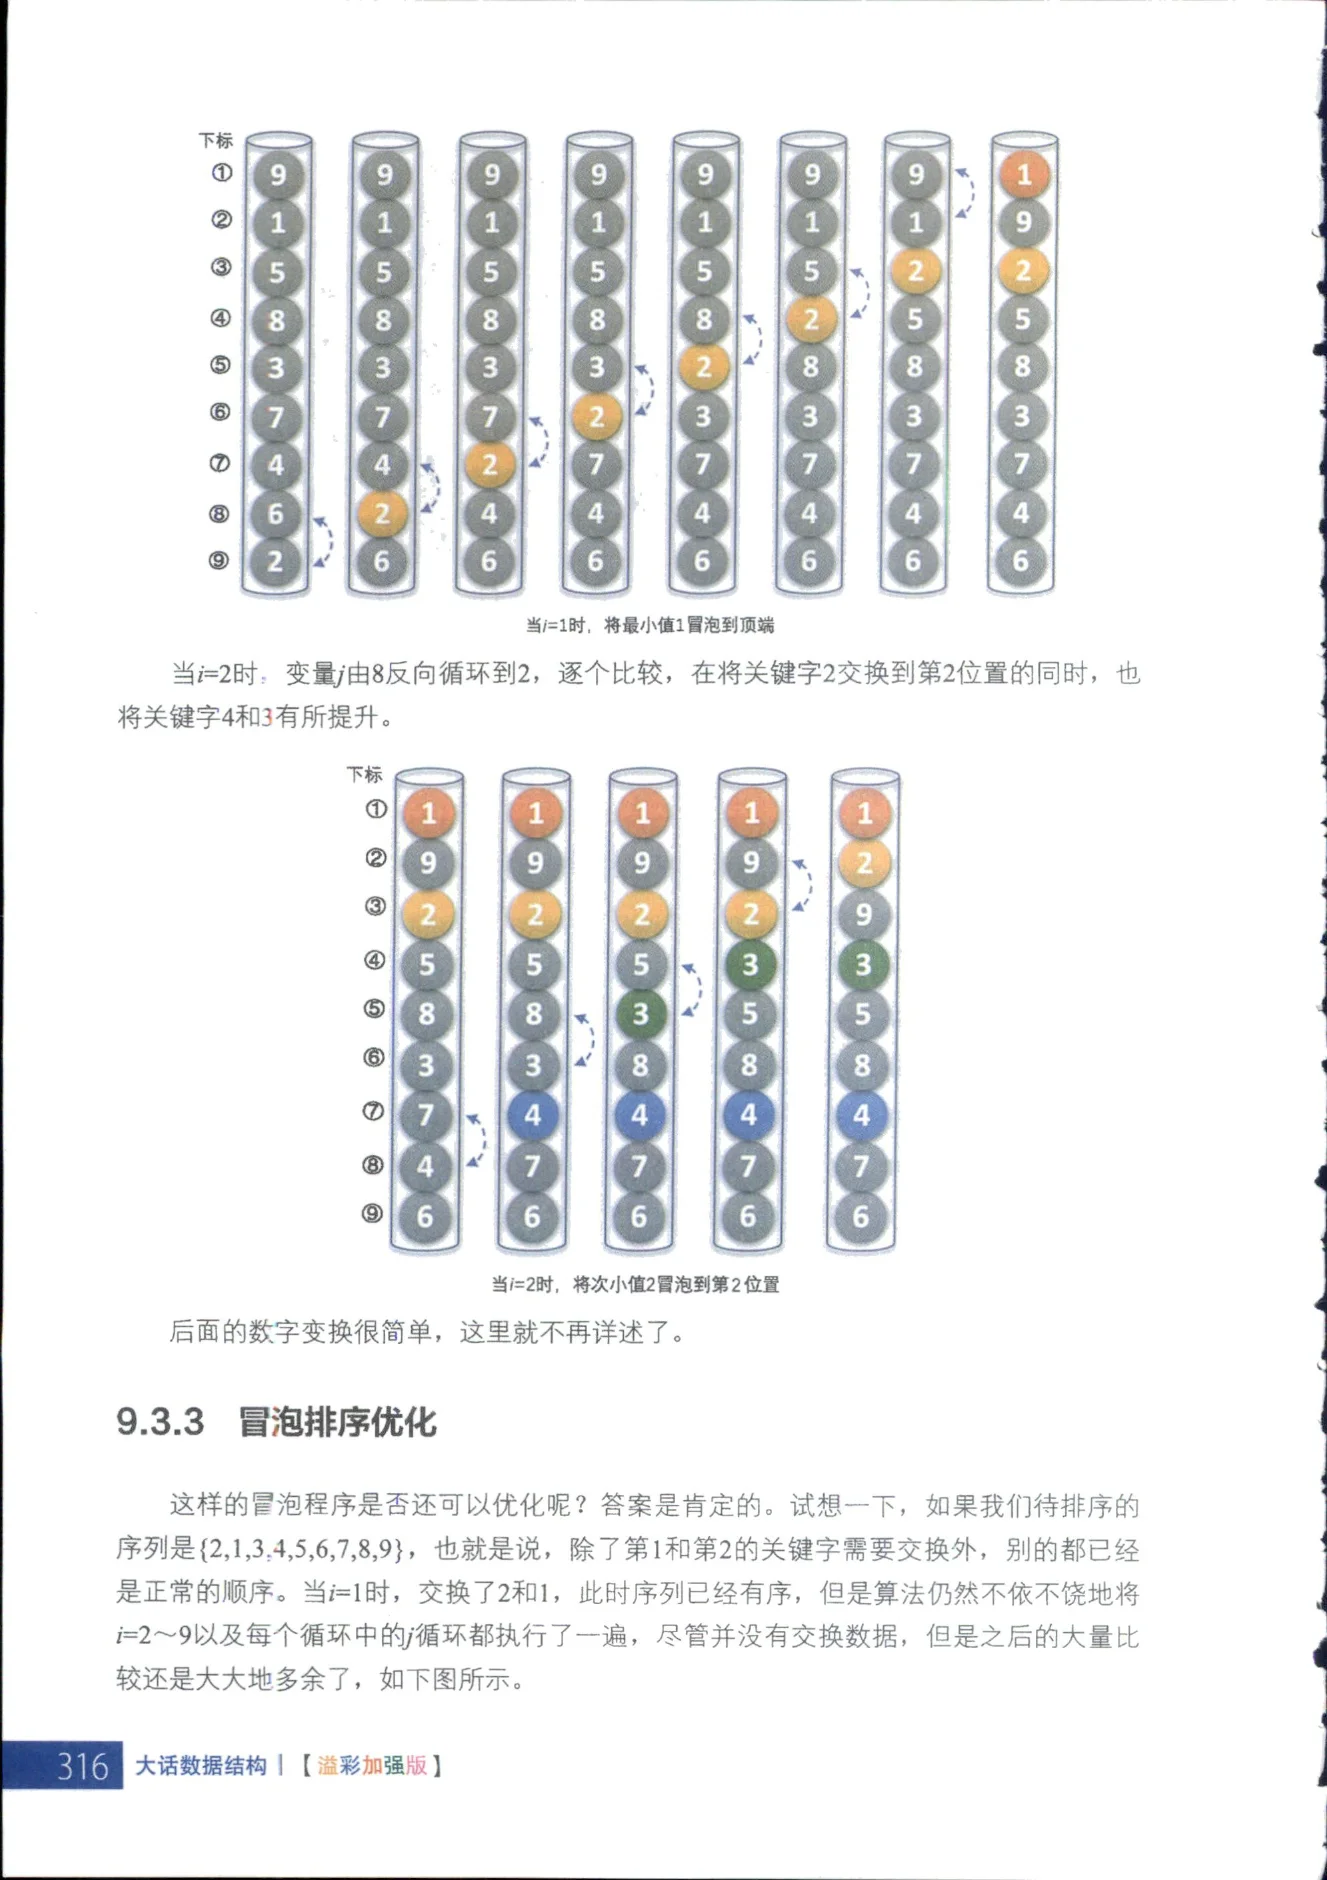 下标
① 9 9 9 9 9 9 9 1
② 1 1 1 1 1 1 1 9
③ 5 5 5 5 5 5 2 2
④ 8 8 8 8 8 2 5 5
⑤ 3 3 3 3 2 8 8 8
⑥ 7 7 7 2 3 3 3 3
⑦ 4 4 2 7 7 7 7 7
⑧ 6 2 4 4 4 4 4 4
⑨ 2 6 6 6 6 6 6 6
当i=1时，将最小值1冒泡到顶端
当i=2时，变量j由8反向循环到2，逐个比较，在将关键字2交换到第2位置的同时，也
将关键字4和3有所提升。
下标
① 1 1 1 1 1
② 9 9 9 9 2
③ 2 2 2 2 9
④ 5 5 5 3 3
⑤ 8 8 3 5 5
⑥ 3 3 8 8 8
⑦ 7 4 4 4 4
⑧ 4 7 7 7 7
⑨ 6 6 6 6 6
当i=2时，将次小值2冒泡到第2位置
后面的数字变换很简单，这里就不再详述了。
9.3.3 冒泡排序优化
这样的冒泡程序是否还可以优化呢？答案是肯定的。试想一下，如果我们待排序的
序列是{2,1,3,4,5,6,7,8,9}，也就是说，除了第1和第2的关键字需要交换外，别的都已经
是正常的顺序。当i=1时，交换了2和1，此时序列已经有序，但是算法仍然不依不饶地将
i=2～9以及每个循环中的j循环都执行了一遍，尽管并没有交换数据，但是之后的大量比
较还是大大地多余了，如下图所示。
316 大话数据结构 | 【溢彩加强版】